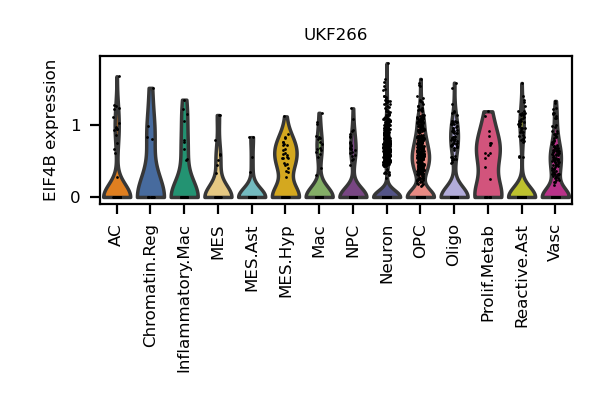 UKF266
EIF4B expression
1
0
AC
Chromatin.Reg
Inflammatory.Mac
MES
MES.Ast
MES.Hyp
Mac
NPC
Neuron
OPC
Oligo
Prolif.Metab
Reactive.Ast
Vasc